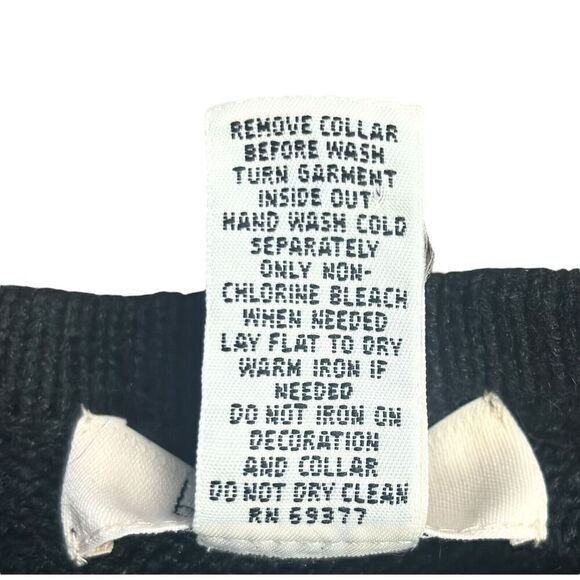 REMOVE COLLAR
BEFORE WASH
TURN GARMENT
INSIDE OUT
HAND WASH COLD
SEPARATELY
ONLY NON-
CHLORINE BLEACH
WHEN NEEDED
LAY FLAT TO DRY
WARM IRON IF
NEEDED
DO NOT IRON ON
DECORATION
AND COLLAR
DO NOT DRY CLEAN
RN 69377